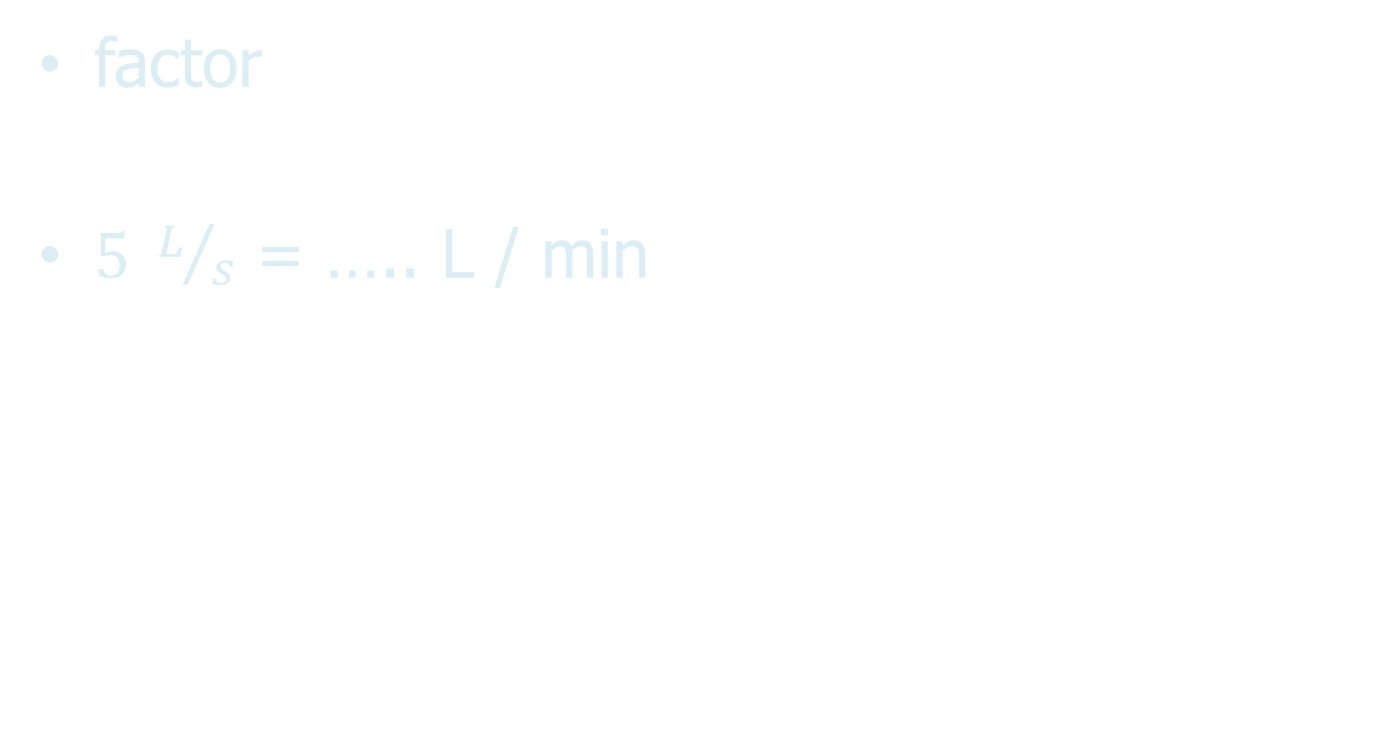 • factor
• 5 L/s = ..... L / min